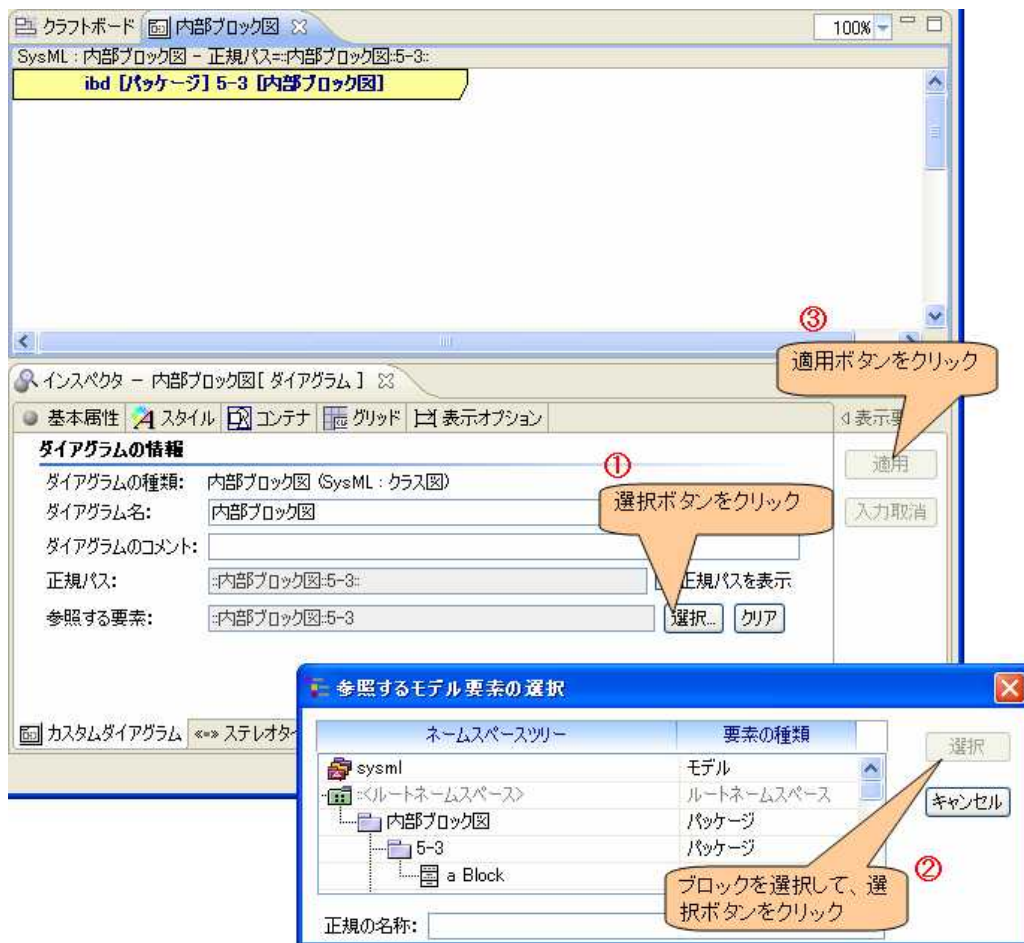 クラフトボード 内部ブロック図 100%
SysML : 内部ブロック図 - 正規パス=::内部ブロック図::5-3::
ibd [パッケージ] 5-3 [内部ブロック図]
③
適用ボタンをクリック
インスペクタ - 内部ブロック図[ ダイアグラム ]
基本属性 スタイル コンテナ グリッド 表示オプション
表示要
ダイアグラムの情報
適用
①
ダイアグラムの種類: 内部ブロック図 (SysML : クラス図)
選択ボタンをクリック
ダイアグラム名: 内部ブロック図
入力取消
ダイアグラムのコメント:
正規パス: ::内部ブロック図::5-3:: 正規パスを表示
参照する要素: ::内部ブロック図::5-3 選択... クリア
参照するモデル要素の選択
カスタムダイアグラム «=» ステレオタ
ネームスペースツリー 要素の種類
選択
sysml モデル
::<ルートネームスペース> ルートネームスペース
キャンセル
内部ブロック図 パッケージ
5-3 パッケージ
a Block
②
ブロックを選択して、選
択ボタンをクリック
正規の名称: